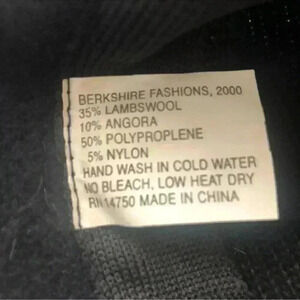 BERKSHIRE FASHIONS, 2000
35% LAMBSWOOL
10% ANGORA
50% POLYPROPLENE
5% NYLON
HAND WASH IN COLD WATER
NO BLEACH, LOW HEAT DRY
RN14750 MADE IN CHINA